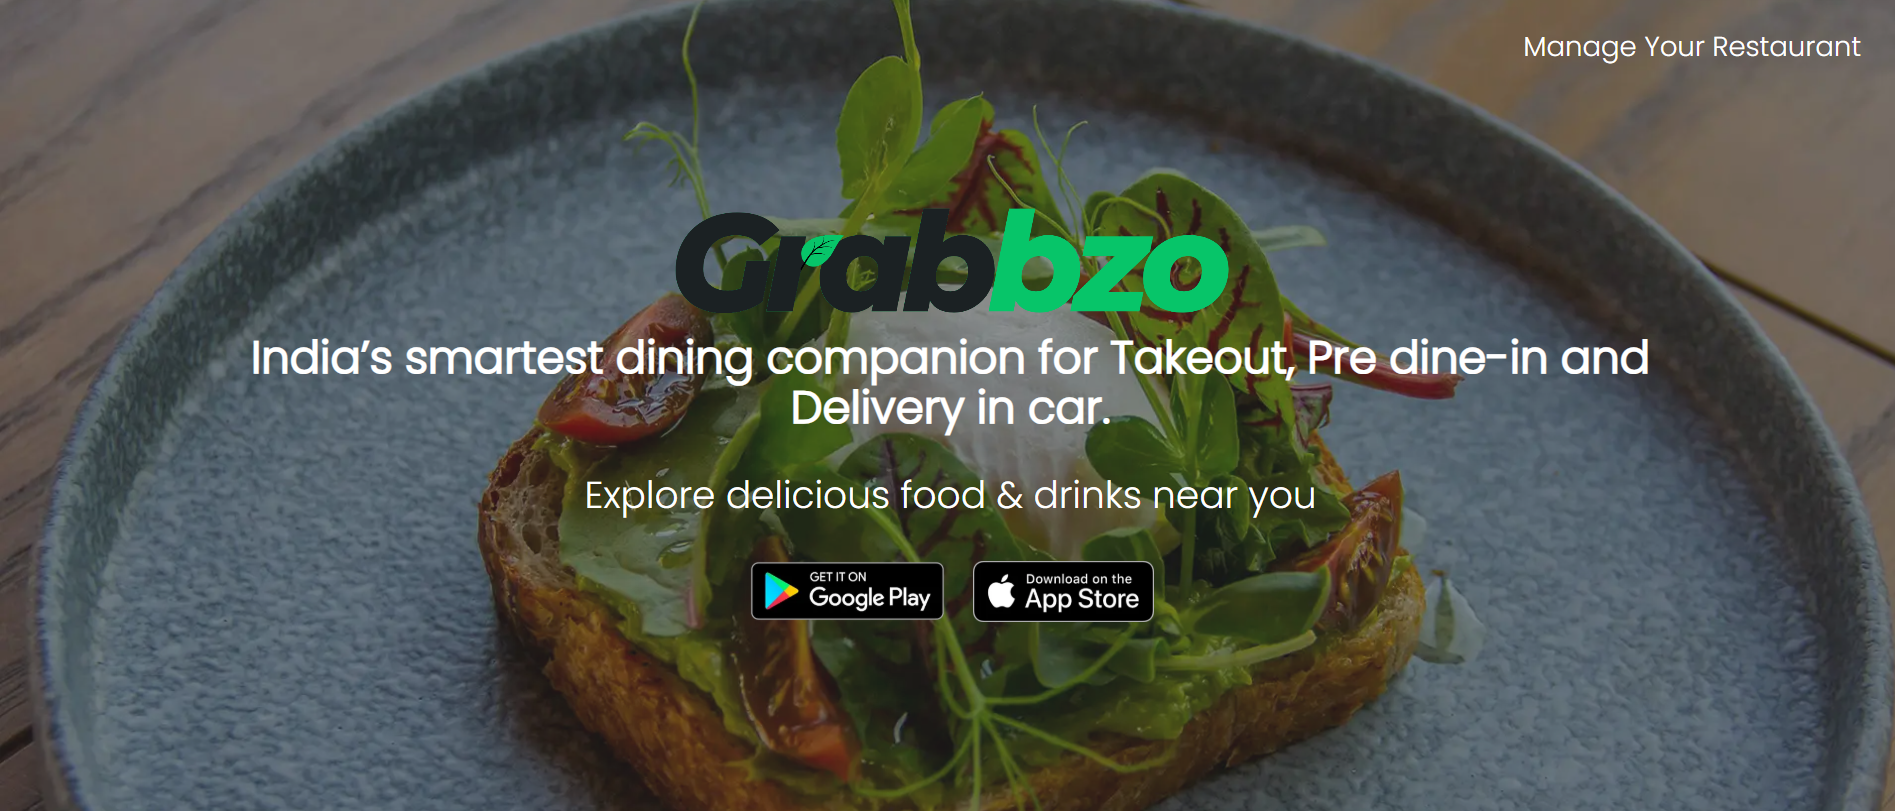 Manage Your Restaurant
Grabbzo
India’s smartest dining companion for Takeout, Pre dine-in and
Delivery in car.
Explore delicious food & drinks near you
GET IT ON
Google Play
Download on the
App Store